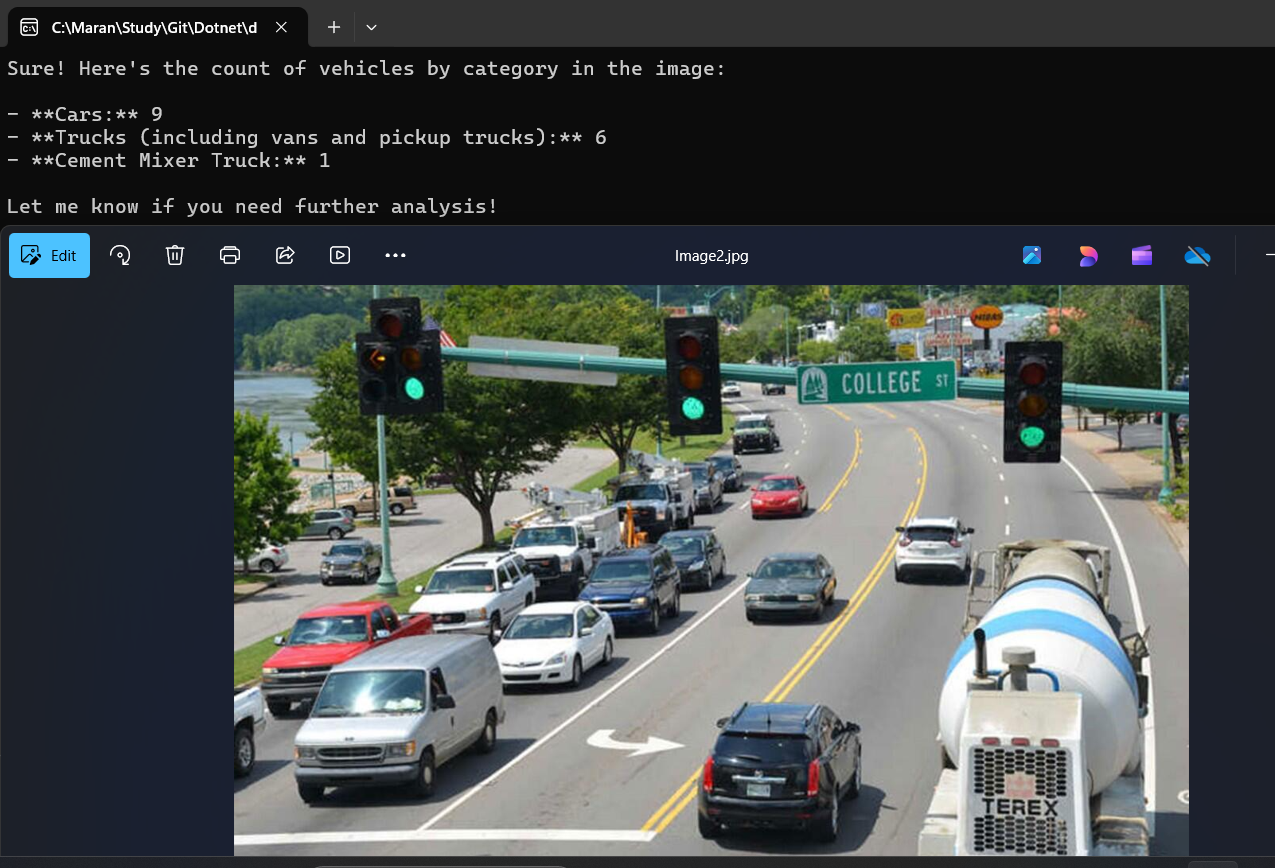 C:\Maran\Study\Git\Dotnet\d
Sure! Here's the count of vehicles by category in the image:
- **Cars:** 9
- **Trucks (including vans and pickup trucks):** 6
- **Cement Mixer Truck:** 1
Let me know if you need further analysis!
Edit
Image2.jpg
MIDAS
COLLEGE ST
TEREX